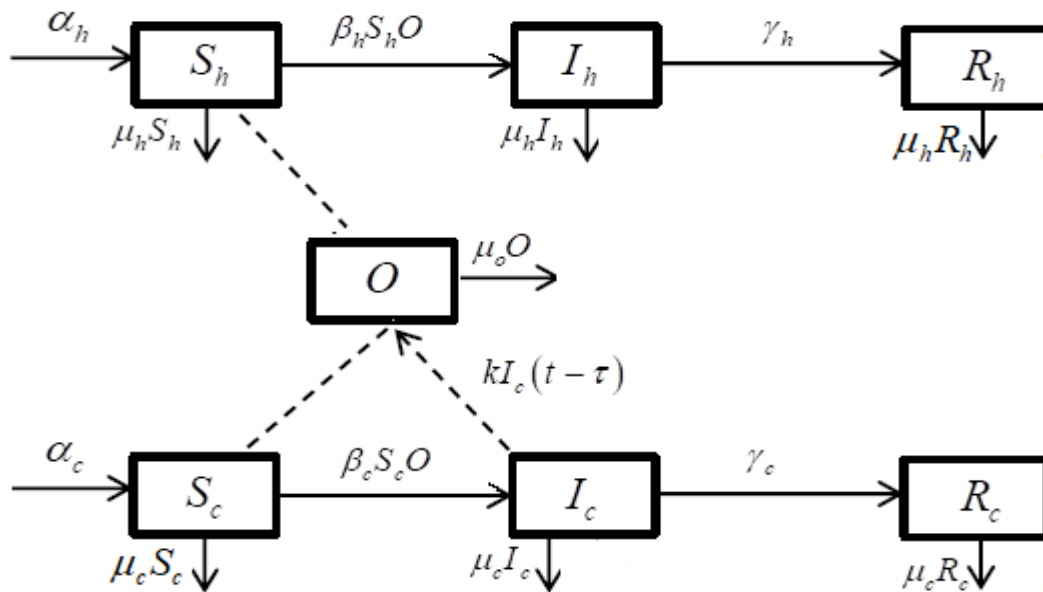 α_h
S_h
β_h S_h O
I_h
γ_h
R_h
μ_h S_h
μ_h I_h
μ_h R_h
O
μ_o O
kI_c (t − τ)
α_c
S_c
β_c S_c O
I_c
γ_c
R_c
μ_c S_c
μ_c I_c
μ_c R_c